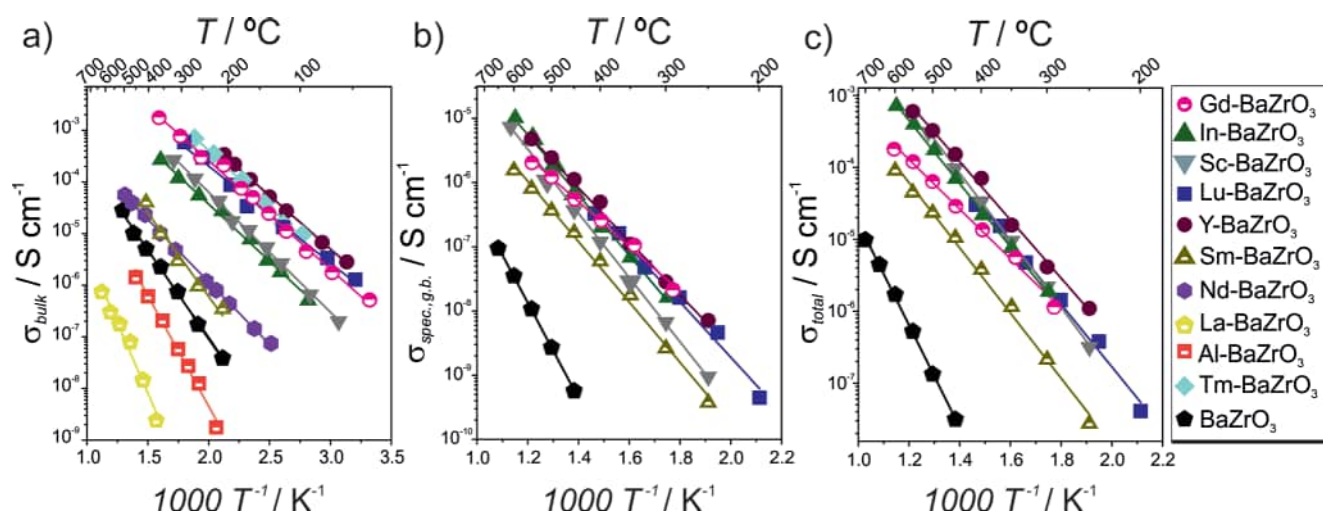 a)
T / ºC
700
600
500
400
300
200
100
σbulk / S cm⁻¹
10⁻³
10⁻⁴
10⁻⁵
10⁻⁶
10⁻⁷
10⁻⁸
10⁻⁹
1.0 1.5 2.0 2.5 3.0 3.5
1000 T⁻¹ / K⁻¹
b)
T / ºC
700
600
500
400
300
200
σspec.,g.b. / S cm⁻¹
10⁻⁵
10⁻⁶
10⁻⁷
10⁻⁸
10⁻⁹
10⁻¹⁰
1.0 1.2 1.4 1.6 1.8 2.0 2.2
1000 T⁻¹ / K⁻¹
c)
T / ºC
700
600
500
400
300
200
σtotal / S cm⁻¹
10⁻³
10⁻⁴
10⁻⁵
10⁻⁶
10⁻⁷
1.0 1.2 1.4 1.6 1.8 2.0 2.2
1000 T⁻¹ / K⁻¹
Gd-BaZrO₃
In-BaZrO₃
Sc-BaZrO₃
Lu-BaZrO₃
Y-BaZrO₃
Sm-BaZrO₃
Nd-BaZrO₃
La-BaZrO₃
Al-BaZrO₃
Tm-BaZrO₃
BaZrO₃